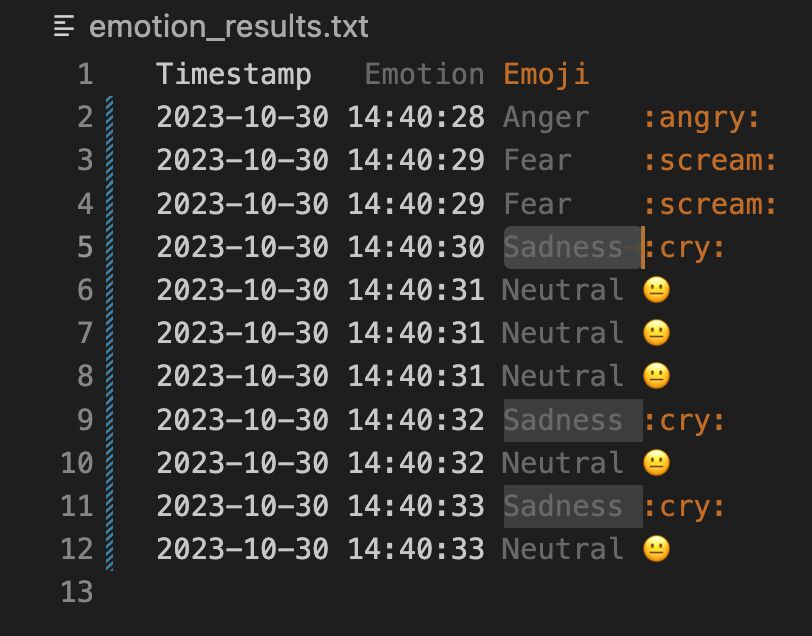 emotion_results.txt
1 Timestamp Emotion Emoji
2 2023-10-30 14:40:28 Anger :angry:
3 2023-10-30 14:40:29 Fear :scream:
4 2023-10-30 14:40:29 Fear :scream:
5 2023-10-30 14:40:30 Sadness :cry:
6 2023-10-30 14:40:31 Neutral 😐
7 2023-10-30 14:40:31 Neutral 😐
8 2023-10-30 14:40:31 Neutral 😐
9 2023-10-30 14:40:32 Sadness :cry:
10 2023-10-30 14:40:32 Neutral 😐
11 2023-10-30 14:40:33 Sadness :cry:
12 2023-10-30 14:40:33 Neutral 😐
13